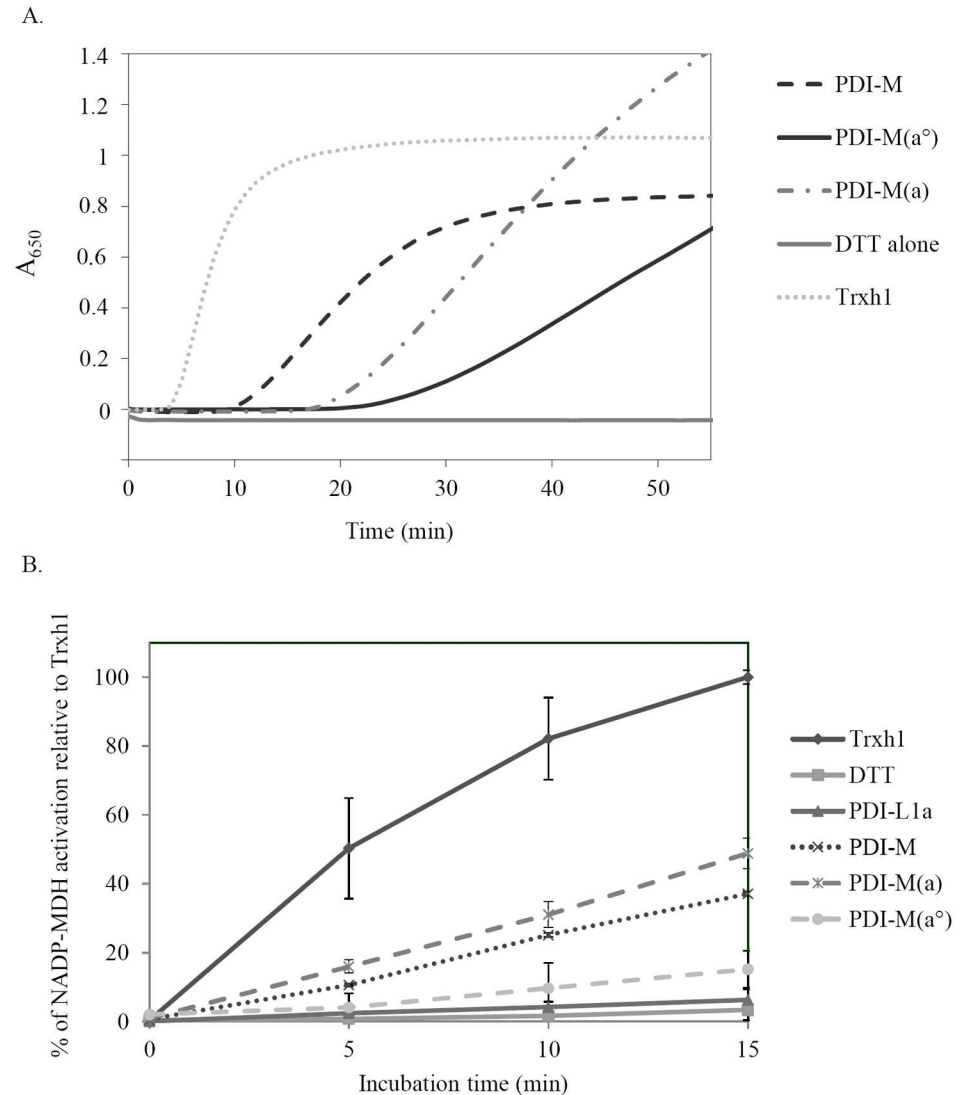 A.
1.4
1.2
1
0.8
0.6
0.4
0.2
0
A650
0 10 20 30 40 50
Time (min)
PDI-M
PDI-M(a°)
PDI-M(a)
DTT alone
Trxh1
B.
% of NADP-MDH activation relative to Trxh1
100
80
60
40
20
0
0 5 10 15
Incubation time (min)
Trxh1
DTT
PDI-L1a
PDI-M
PDI-M(a)
PDI-M(a°)